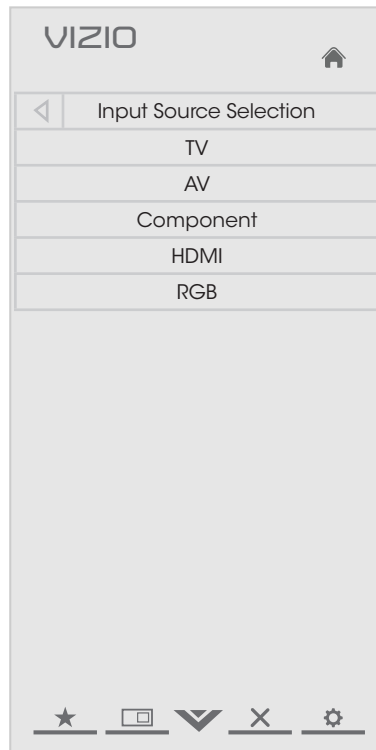 VIZIO
Input Source Selection
TV
AV
Component
HDMI
RGB